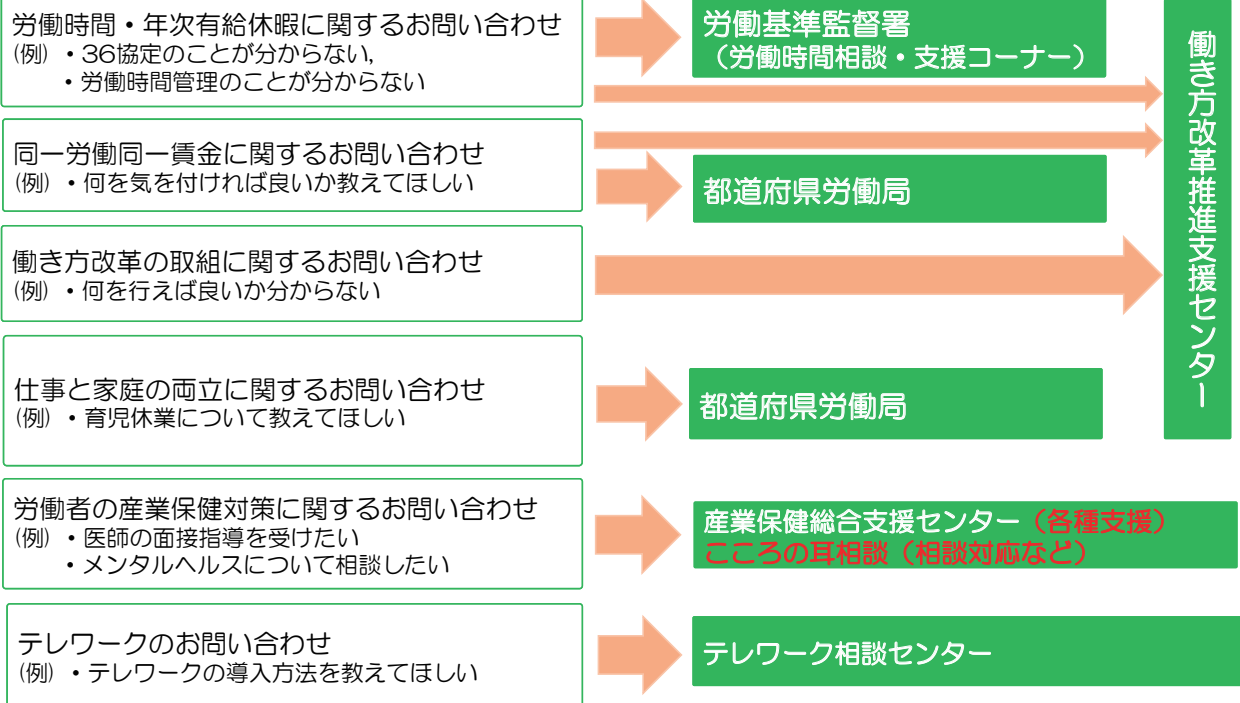 労働時間・年次有給休暇に関するお問い合わせ
(例) ・36協定のことが分からない,
・労働時間管理のことが分からない
労働基準監督署
(労働時間相談・支援コーナー)
同一労働同一賃金に関するお問い合わせ
(例) ・何を気を付ければ良いか教えてほしい
都道府県労働局
働き方改革の取組に関するお問い合わせ
(例) ・何を行えば良いか分からない
働き方改革推進支援センター
仕事と家庭の両立に関するお問い合わせ
(例) ・育児休業について教えてほしい
都道府県労働局
労働者の産業保健対策に関するお問い合わせ
(例) ・医師の面接指導を受けたい
・メンタルヘルスについて相談したい
産業保健総合支援センター(各種支援)
こころの耳相談(相談対応など)
テレワークのお問い合わせ
(例) ・テレワークの導入方法を教えてほしい
テレワーク相談センター